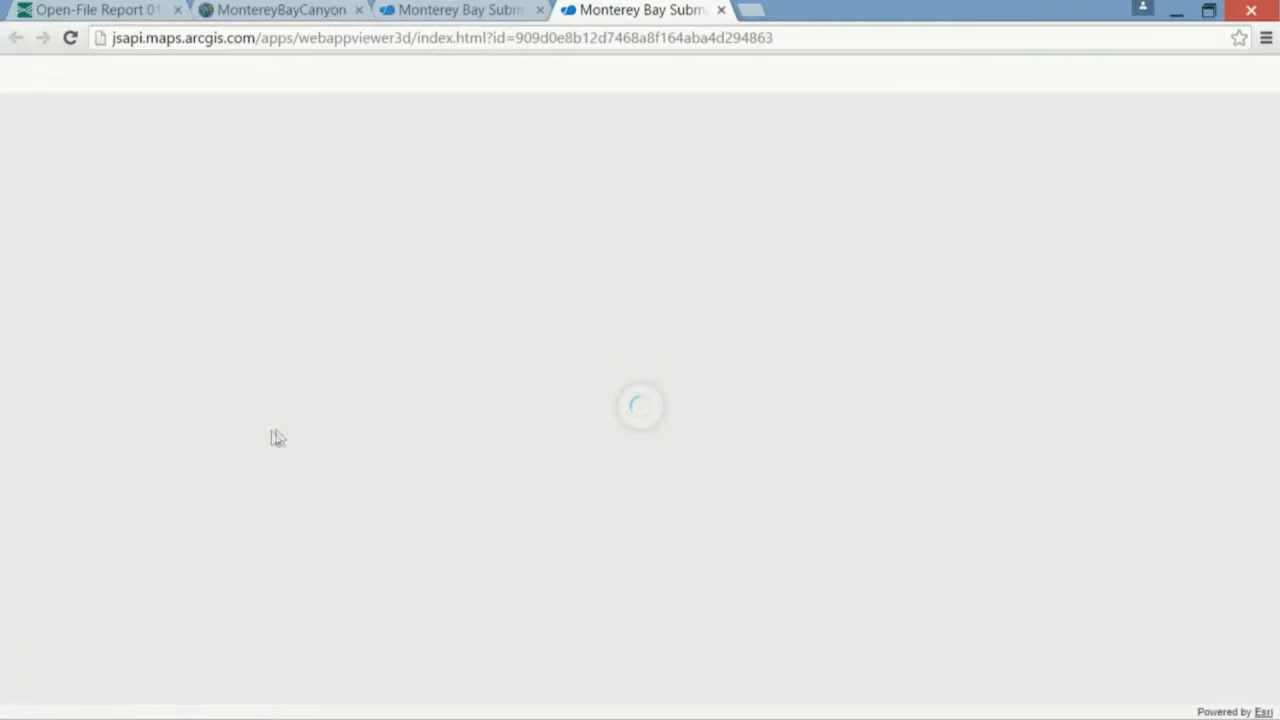 Open-File Report 01
MontereyBayCanyon
Monterey Bay Subm
Monterey Bay Subm
jsapi.maps.arcgis.com/apps/webappviewer3d/index.html?id=909d0e8b12d7468a8f164aba4d294863
Powered by Esri